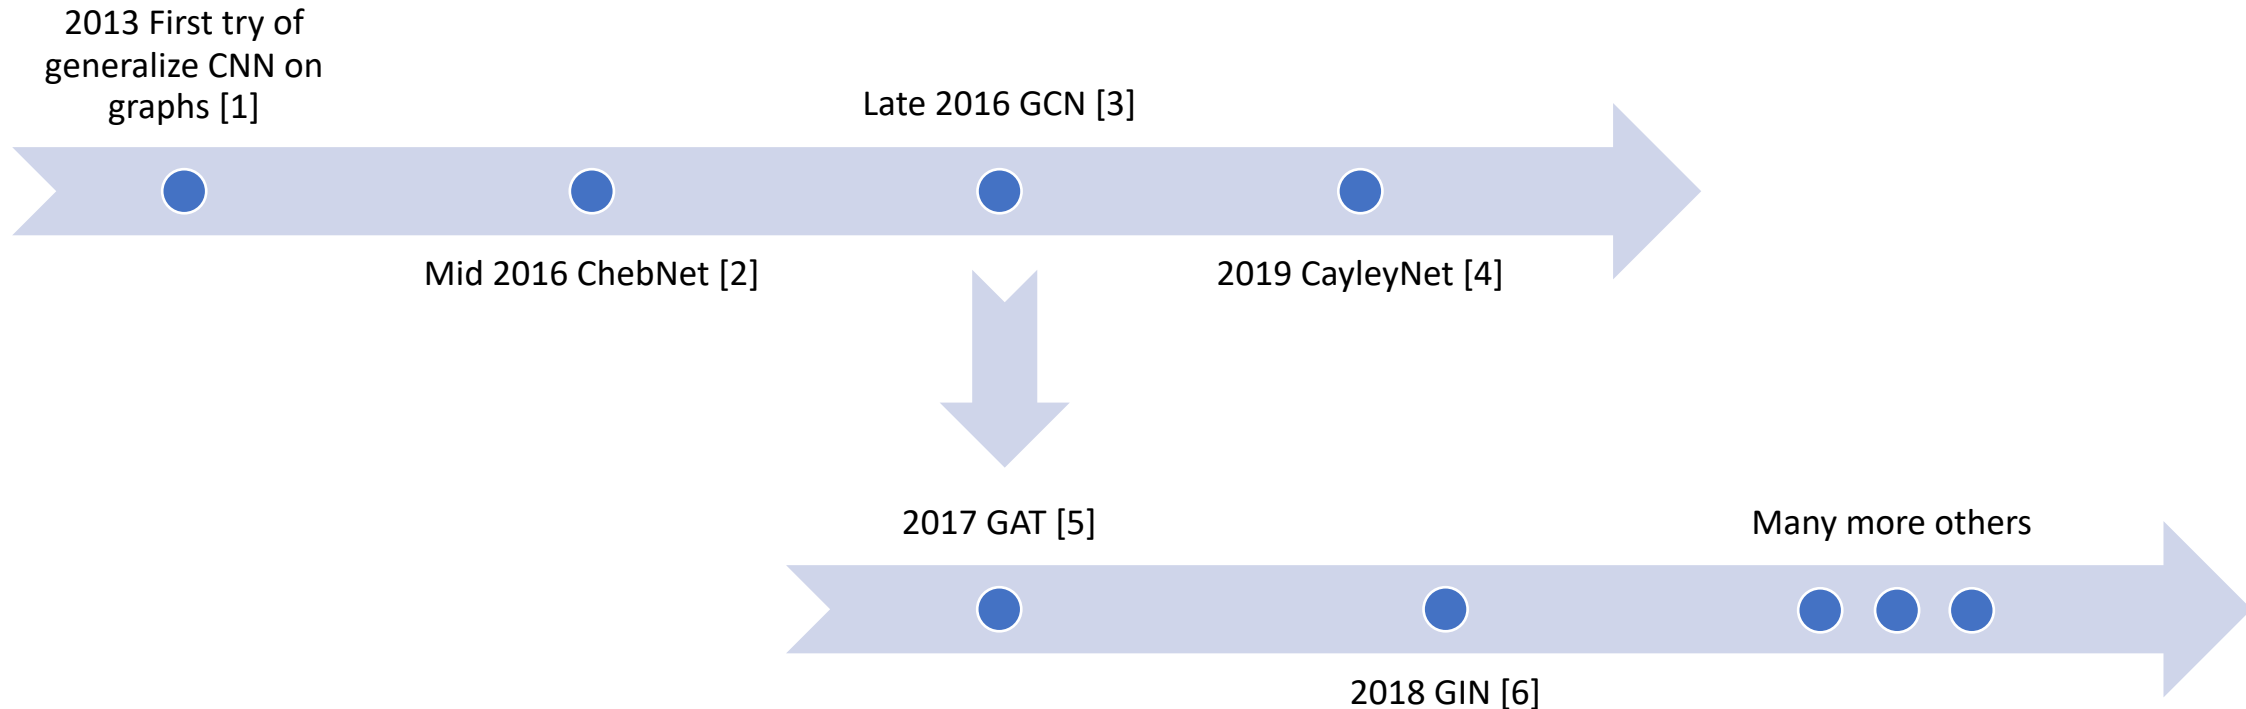 2013 First try of
generalize CNN on
graphs [1]
Late 2016 GCN [3]
Mid 2016 ChebNet [2]
2019 CayleyNet [4]
2017 GAT [5]
Many more others
2018 GIN [6]